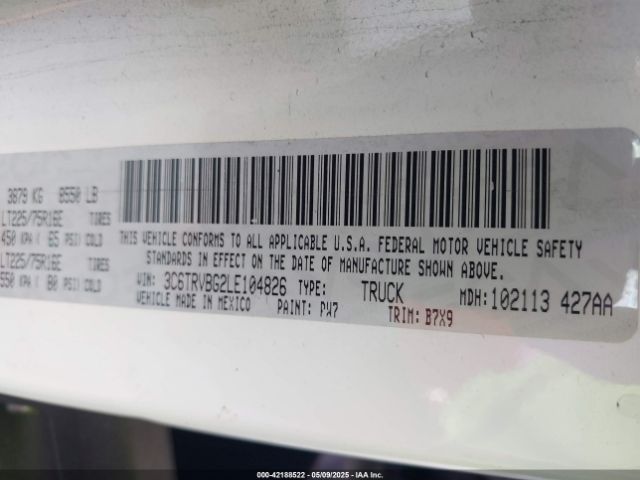 3879 KG 8550 LB
LT225/75R16E TIRES
450 KPA ( 65 PSI) COLD
LT225/75R16E TIRES
550 KPA ( 80 PSI) COLD
THIS VEHICLE CONFORMS TO ALL APPLICABLE U.S.A. FEDERAL MOTOR VEHICLE SAFETY
STANDARDS IN EFFECT ON THE DATE OF MANUFACTURE SHOWN ABOVE.
VIN: 3C6TRVBG2LE104826 TYPE: TRUCK MDH: 102113 427AA
VEHICLE MADE IN MEXICO PAINT: PW7 TRIM: B7X9
000-42188522 - 05/09/2025 - IAA Inc.